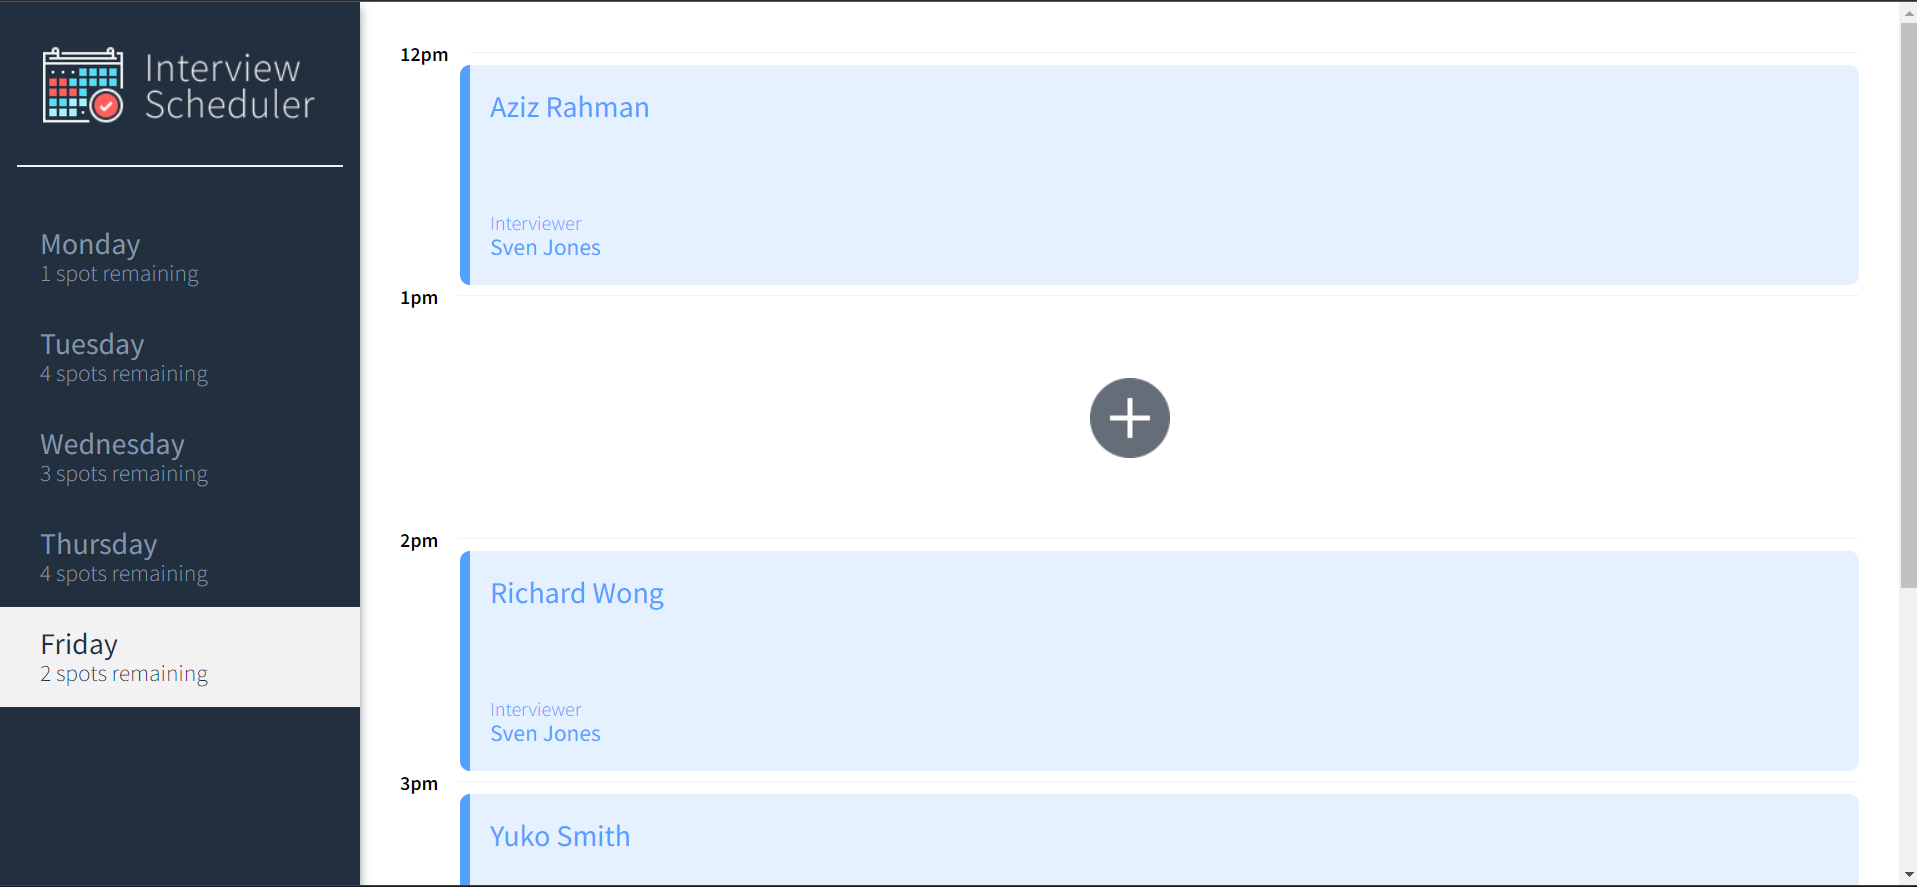 Interview
Scheduler
Monday
1 spot remaining
Tuesday
4 spots remaining
Wednesday
3 spots remaining
Thursday
4 spots remaining
Friday
2 spots remaining
12pm
Aziz Rahman
Interviewer
Sven Jones
1pm
2pm
Richard Wong
Interviewer
Sven Jones
3pm
Yuko Smith